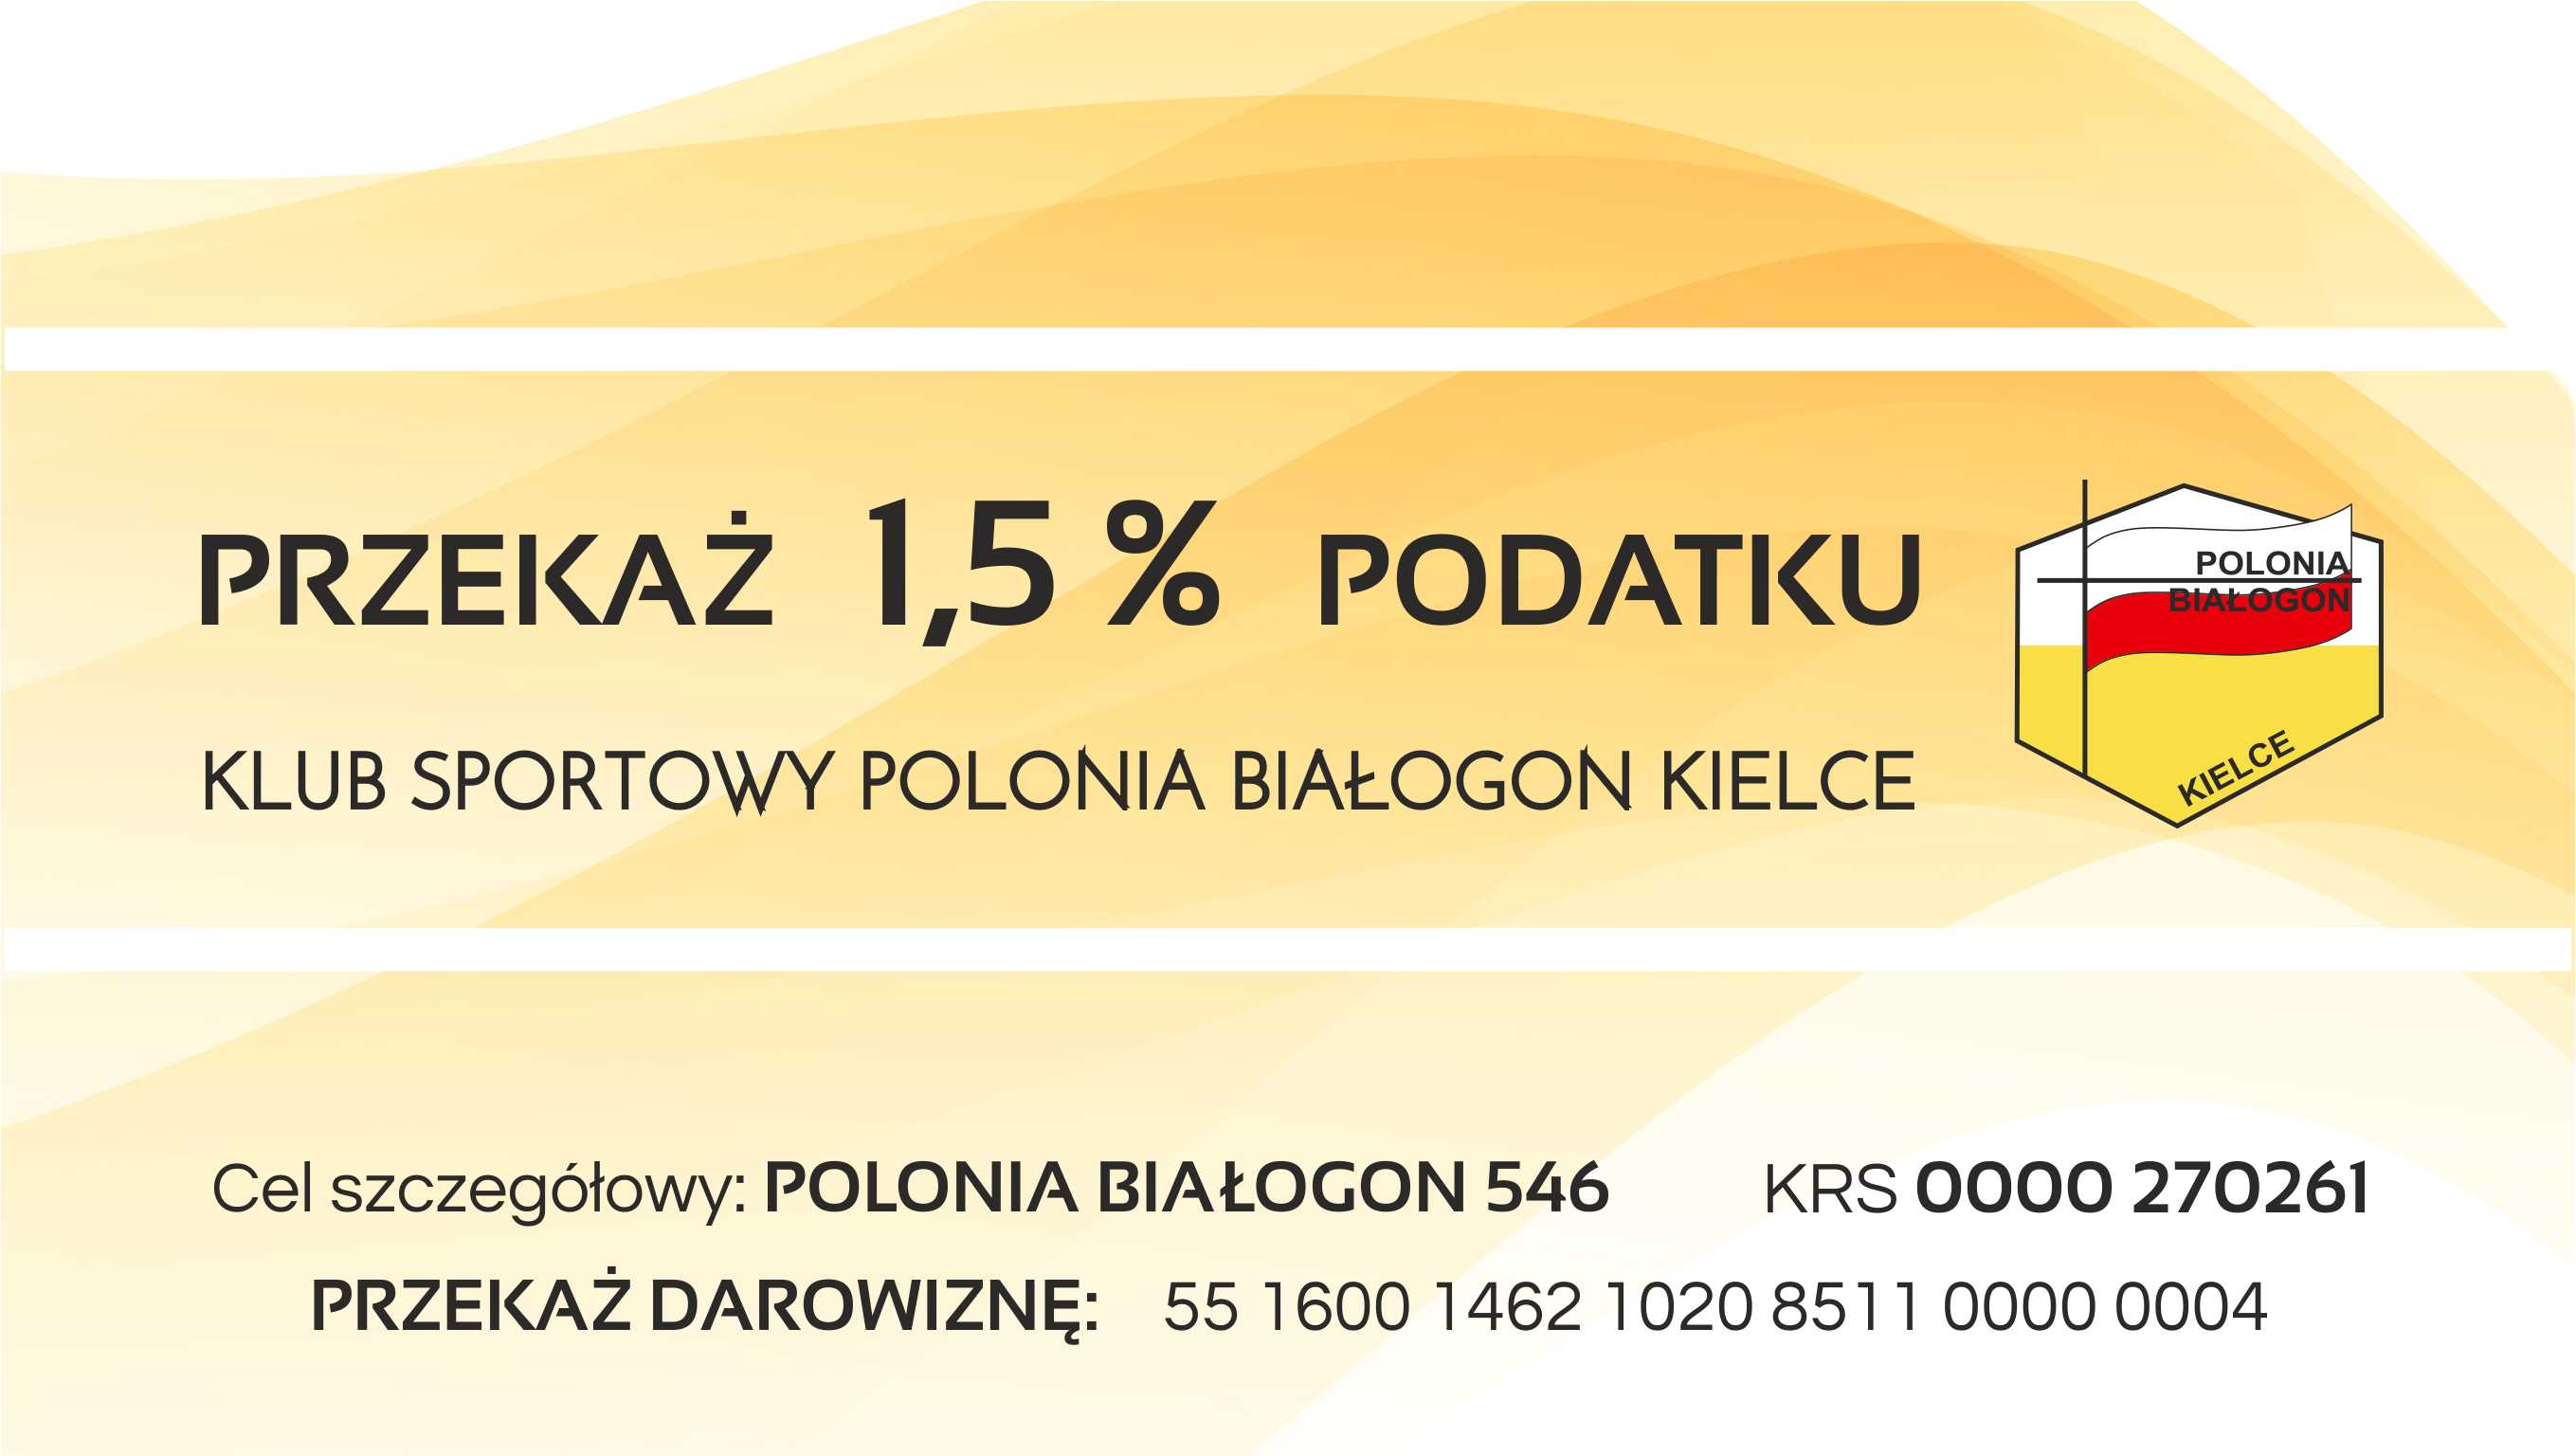 PRZEKAŻ 1,5 % PODATKU
POLONIA
BIAŁOGON
KIELCE
KLUB SPORTOWY POLONIA BIAŁOGON KIELCE
Cel szczegółowy: POLONIA BIAŁOGON 546 KRS 0000 270261
PRZEKAŻ DAROWIZNĘ: 55 1600 1462 1020 8511 0000 0004